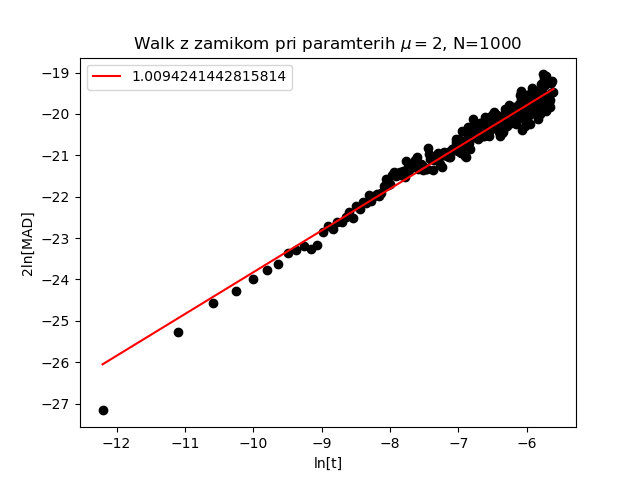 Walk z zamikom pri paramterih μ = 2, N=1000
1.0094241442815814
2ln[MAD]
−19
−20
−21
−22
−23
−24
−25
−26
−27
−12 −11 −10 −9 −8 −7 −6
ln[t]